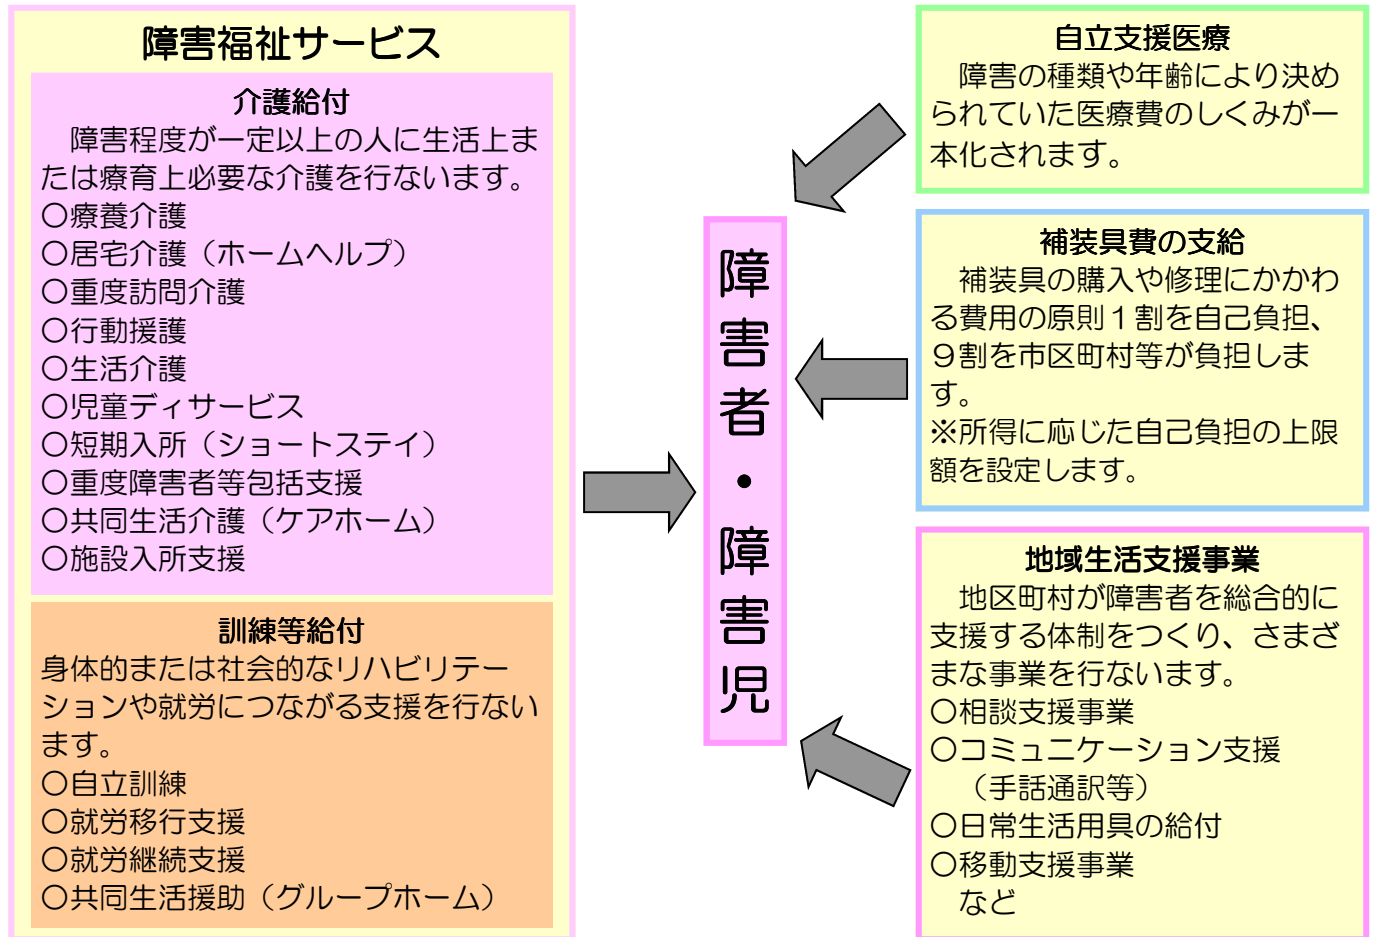 障害福祉サービス
介護給付
　障害程度が一定以上の人に生活上ま
たは療育上必要な介護を行ないます。
〇療養介護
〇居宅介護（ホームヘルプ）
〇重度訪問介護
〇行動援護
〇生活介護
〇児童ディサービス
〇短期入所（ショートステイ）
〇重度障害者等包括支援
〇共同生活介護（ケアホーム）
〇施設入所支援
訓練等給付
身体的または社会的なリハビリテー
ションや就労につながる支援を行ない
ます。
〇自立訓練
〇就労移行支援
〇就労継続支援
〇共同生活援助（グループホーム）
障害者・障害児
自立支援医療
　障害の種類や年齢により決め
られていた医療費のしくみが一
本化されます。
補装具費の支給
　補装具の購入や修理にかかわ
る費用の原則１割を自己負担、
９割を市区町村等が負担しま
す。
※所得に応じた自己負担の上限
額を設定します。
地域生活支援事業
　地区町村が障害者を総合的に
支援する体制をつくり、さまざ
まな事業を行ないます。
〇相談支援事業
〇コミュニケーション支援
　（手話通訳等）
〇日常生活用具の給付
〇移動支援事業
　など